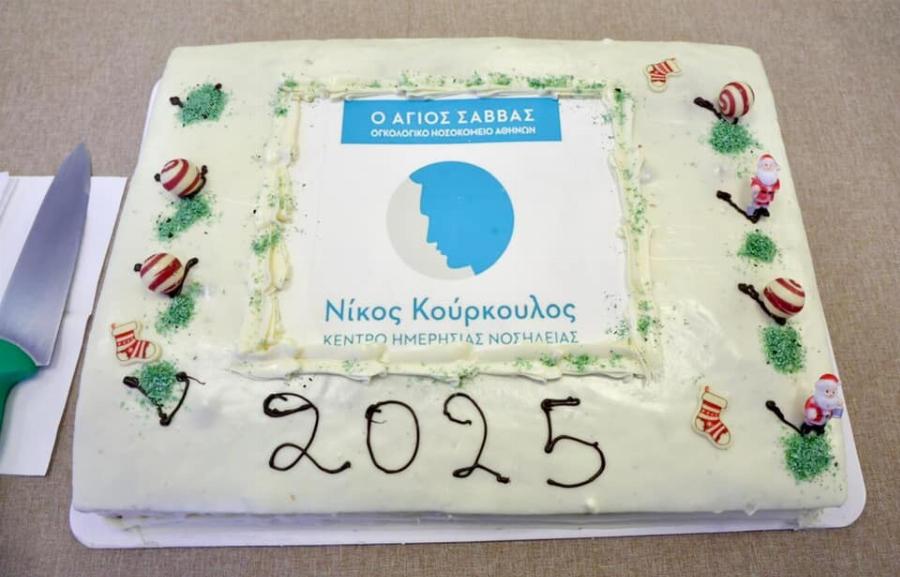 Ο ΑΓΙΟΣ ΣΑΒΒΑΣ
ΟΓΚΟΛΟΓΙΚΟ ΝΟΣΟΚΟΜΕΙΟ ΑΘΗΝΩΝ
Νίκος Κούρκουλος
ΚΕΝΤΡΟ ΗΜΕΡΗΣΙΑΣ ΝΟΣΗΛΕΙΑΣ
2025